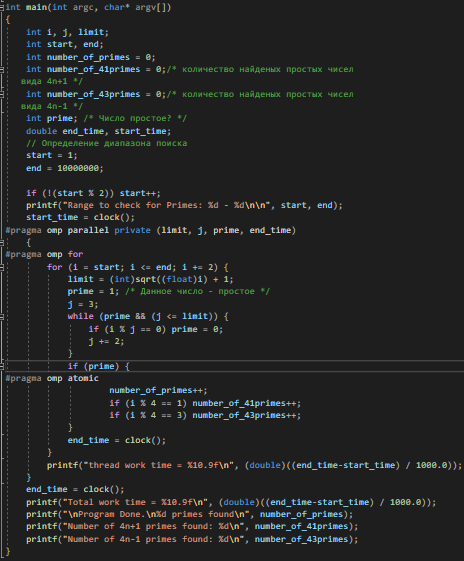 int main(int argc, char* argv[])
{
    int i, j, limit;
    int start, end;
    int number_of_primes = 0;
    int number_of_41primes = 0;/* количество найденых простых чисел
   вида 4n+1 */
    int number_of_43primes = 0;/* количество найденых простых чисел
   вида 4n-1 */
    int prime; /* Число простое? */
    double end_time, start_time;
    // Определение диапазона поиска
    start = 1;
    end = 10000000;

    if (!(start % 2)) start++;
    printf("Range to check for Primes: %d - %d\n\n", start, end);
    start_time = clock();
#pragma omp parallel private (limit, j, prime, end_time)
    {
#pragma omp for
        for (i = start; i <= end; i += 2) {
            limit = (int)sqrt((float)i) + 1;
            prime = 1; /* Данное число - простое */
            j = 3;
            while (prime && (j <= limit)) {
                if (i % j == 0) prime = 0;
                j += 2;
            }
            if (prime) {
#pragma omp atomic
                    number_of_primes++;
                    if (i % 4 == 1) number_of_41primes++;
                    if (i % 4 == 3) number_of_43primes++;
            }
            end_time = clock();
        }
        printf("thread work time = %10.9f\n", (double)((end_time-start_time) / 1000.0));
    }
    end_time = clock();
    printf("Total work time = %10.9f\n", (double)((end_time-start_time) / 1000.0));
    printf("\nProgram Done.\n%d primes found\n", number_of_primes);
    printf("Number of 4n+1 primes found: %d\n", number_of_41primes);
    printf("Number of 4n-1 primes found: %d\n", number_of_43primes);
}